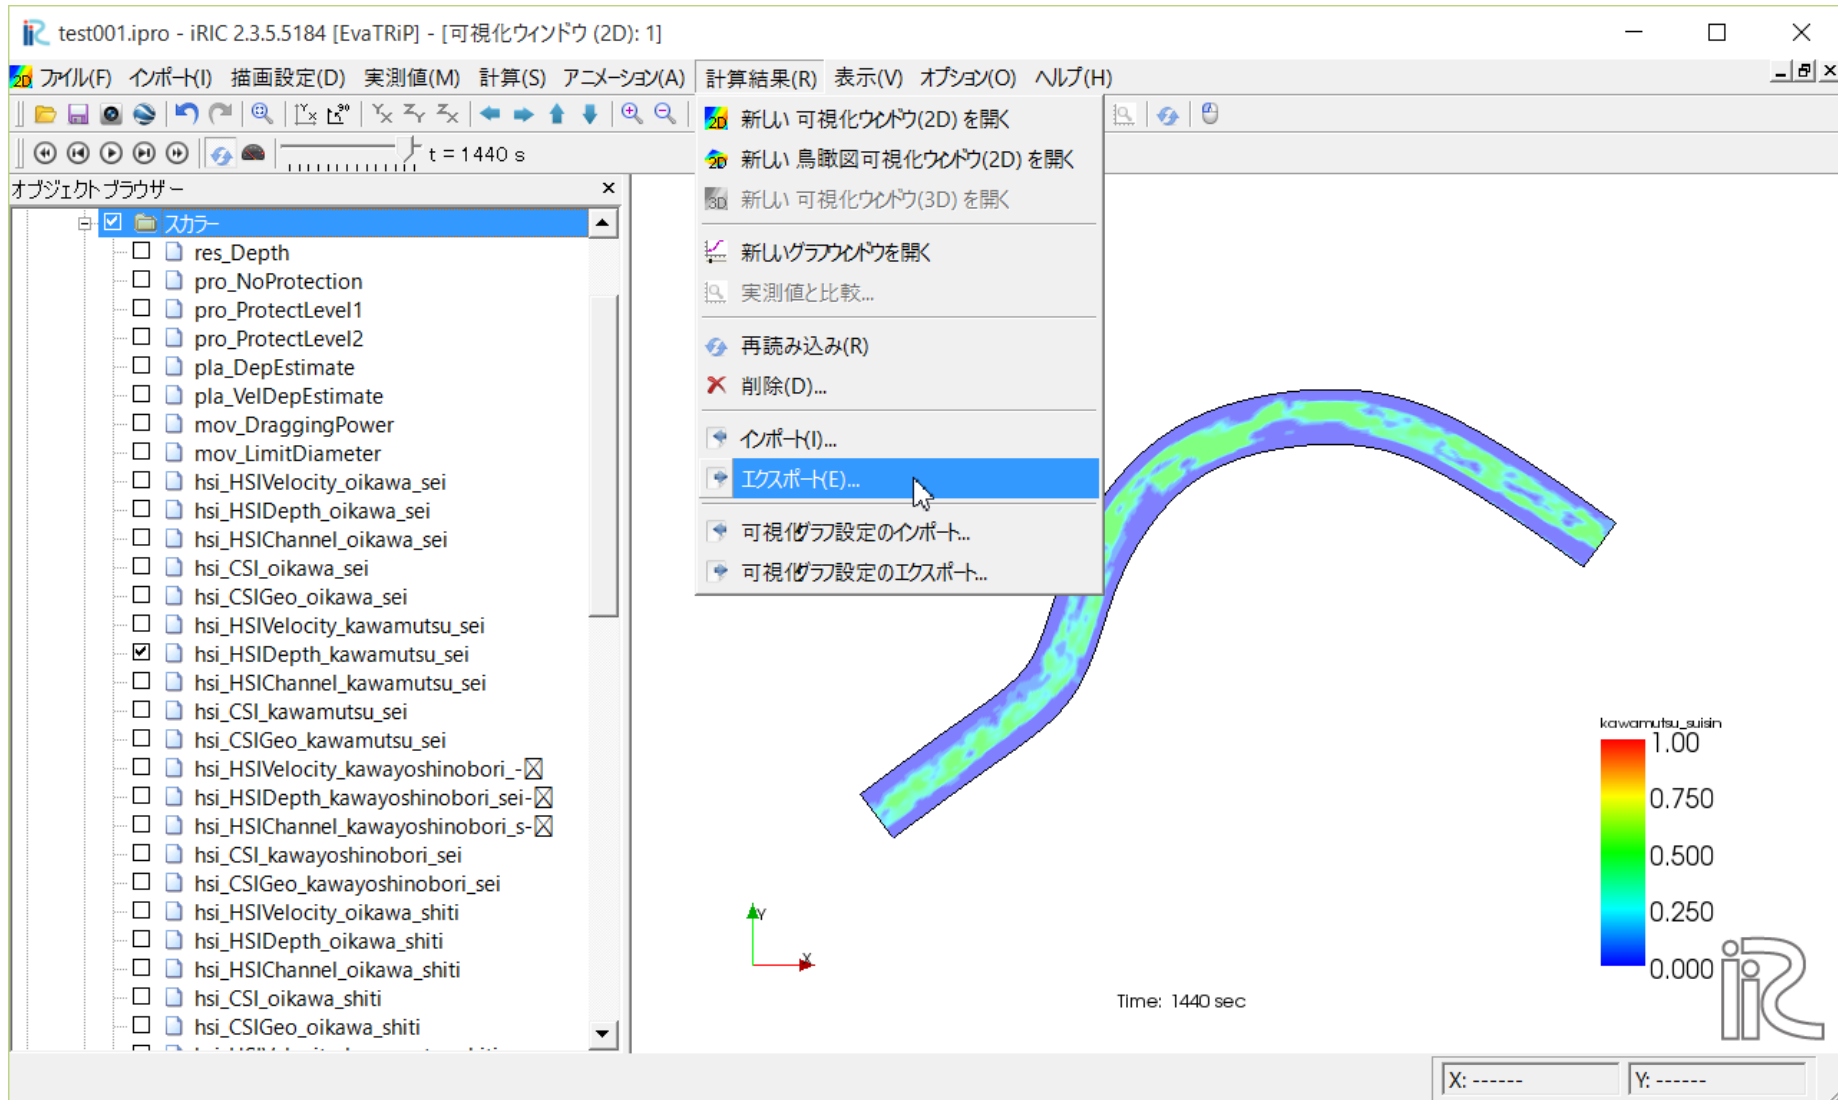 test001.ipro - iRIC 2.3.5.5184 [EvaTRiP] - [可視化ウィンドウ (2D): 1]
2D ファイル(F) インポート(I) 描画設定(D) 実測値(M) 計算(S) アニメーション(A) 計算結果(R) 表示(V) オプション(O) ヘルプ(H)
t = 1440 s
オブジェクト ブラウザー
スカラー
res_Depth
pro_NoProtection
pro_ProtectLevel1
pro_ProtectLevel2
pla_DepEstimate
pla_VelDepEstimate
mov_DraggingPower
mov_LimitDiameter
hsi_HSIVelocity_oikawa_sei
hsi_HSIDepth_oikawa_sei
hsi_HSIChannel_oikawa_sei
hsi_CSI_oikawa_sei
hsi_CSIGeo_oikawa_sei
hsi_HSIVelocity_kawamutsu_sei
hsi_HSIDepth_kawamutsu_sei
hsi_HSIChannel_kawamutsu_sei
hsi_CSI_kawamutsu_sei
hsi_CSIGeo_kawamutsu_sei
hsi_HSIVelocity_kawayoshinobori_-
hsi_HSIDepth_kawayoshinobori_sei-
hsi_HSIChannel_kawayoshinobori_s-
hsi_CSI_kawayoshinobori_sei
hsi_CSIGeo_kawayoshinobori_sei
hsi_HSIVelocity_oikawa_shiti
hsi_HSIDepth_oikawa_shiti
hsi_HSIChannel_oikawa_shiti
hsi_CSI_oikawa_shiti
hsi_CSIGeo_oikawa_shiti
2D 新しい 可視化ウィンドウ(2D) を開く
2D 新しい 鳥瞰図可視化ウィンドウ(2D) を開く
3D 新しい 可視化ウィンドウ(3D) を開く
新しいグラフウィンドウを開く
実測値と比較...
再読み込み(R)
削除(D)...
インポート(I)...
エクスポート(E)...
可視化/グラフ設定のインポート...
可視化/グラフ設定のエクスポート...
kawamutsu_suisin
1.00
0.750
0.500
0.250
0.000
Y
X
Time: 1440 sec
iRIC
X: ------
Y: ------